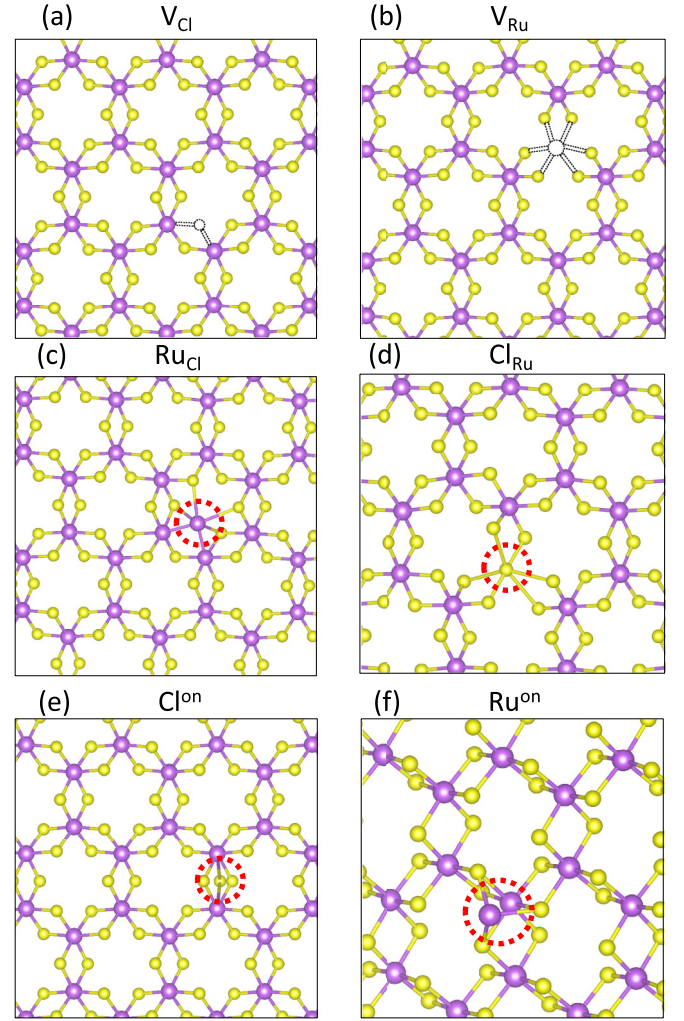 (a) V_Cl
(b) V_Ru
(c) Ru_Cl
(d) Cl_Ru
(e) Cl^on
(f) Ru^on